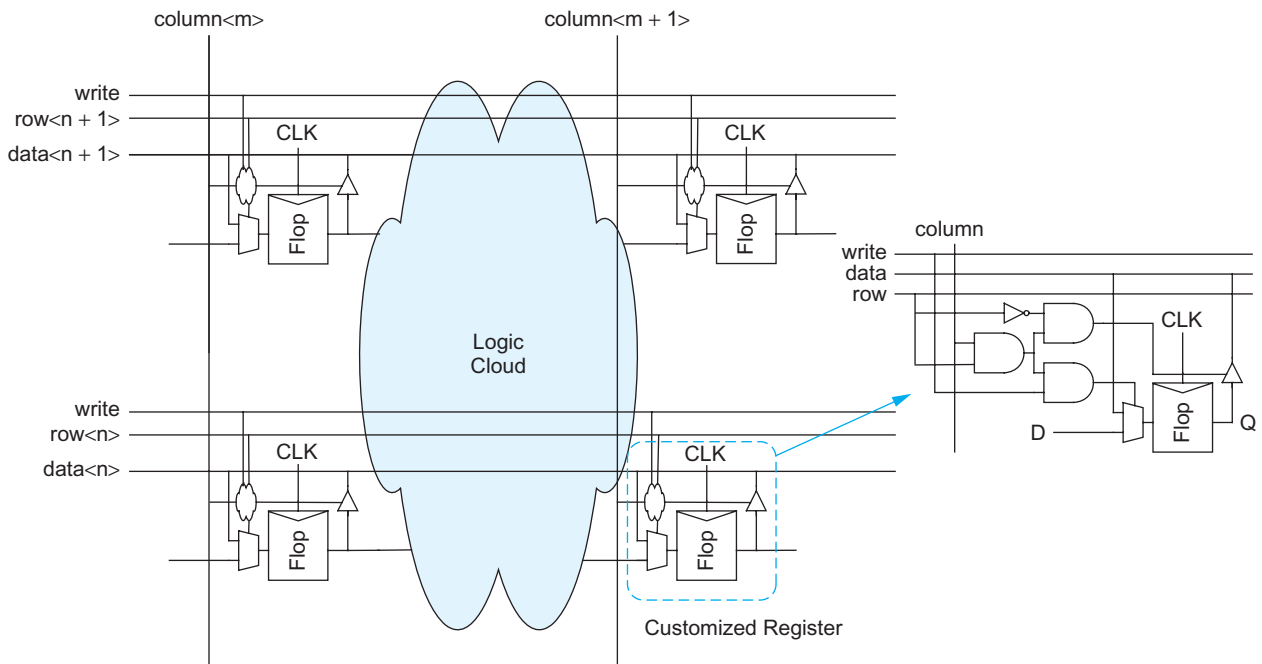 column<m>
column<m + 1>
write
row<n + 1>
data<n + 1>
CLK
Flop
CLK
Flop
Logic
Cloud
write
row<n>
data<n>
CLK
Flop
CLK
Flop
Customized Register
column
write
data
row
CLK
D
Flop
Q